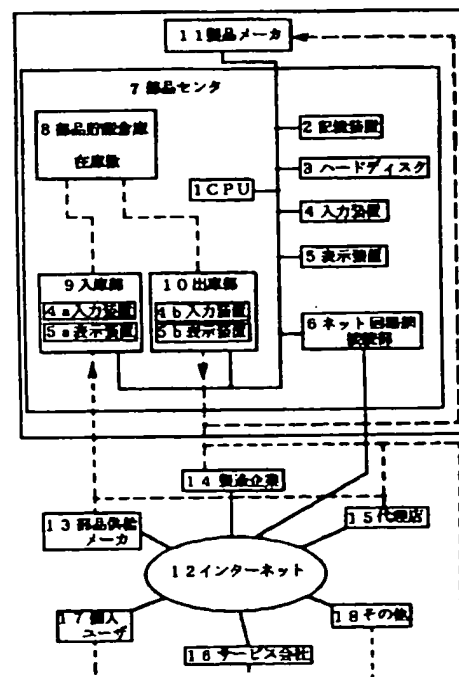 11製品メーカ
7部品センタ
8部品貯蔵倉庫
在庫数
2記憶装置
3ハードディスク
1CPU
4入力装置
5表示装置
9入庫部
4a入力装置
5a表示装置
10出庫部
4b入力装置
5b表示装置
6ネット回路網
接続部
14製造企業
13部品供給
メーカ
15代理店
12インターネット
17個人
ユーザ
18その他
16サービス会社